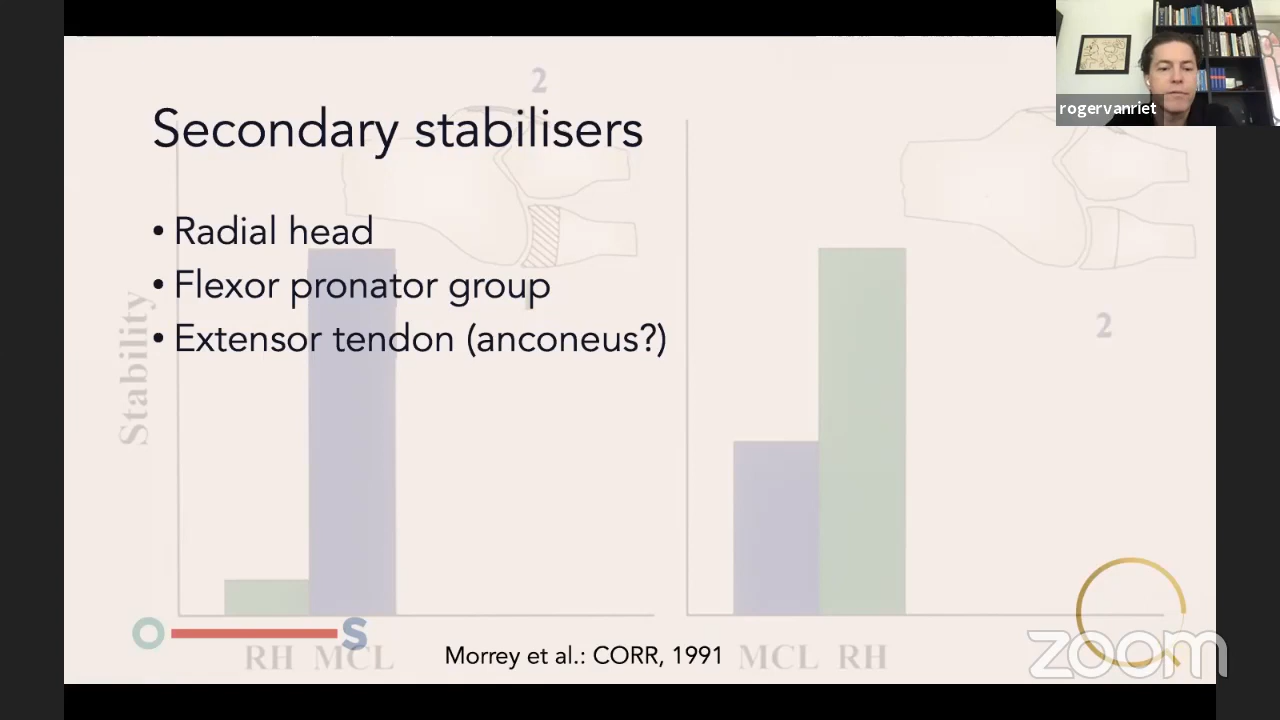 2
rogervanriet
Secondary stabilisers
• Radial head
• Flexor pronator group
• Extensor tendon (anconeus?)
Stability
2
O S
RH MCL
Morrey et al.: CORR, 1991
MCL RH
zoom